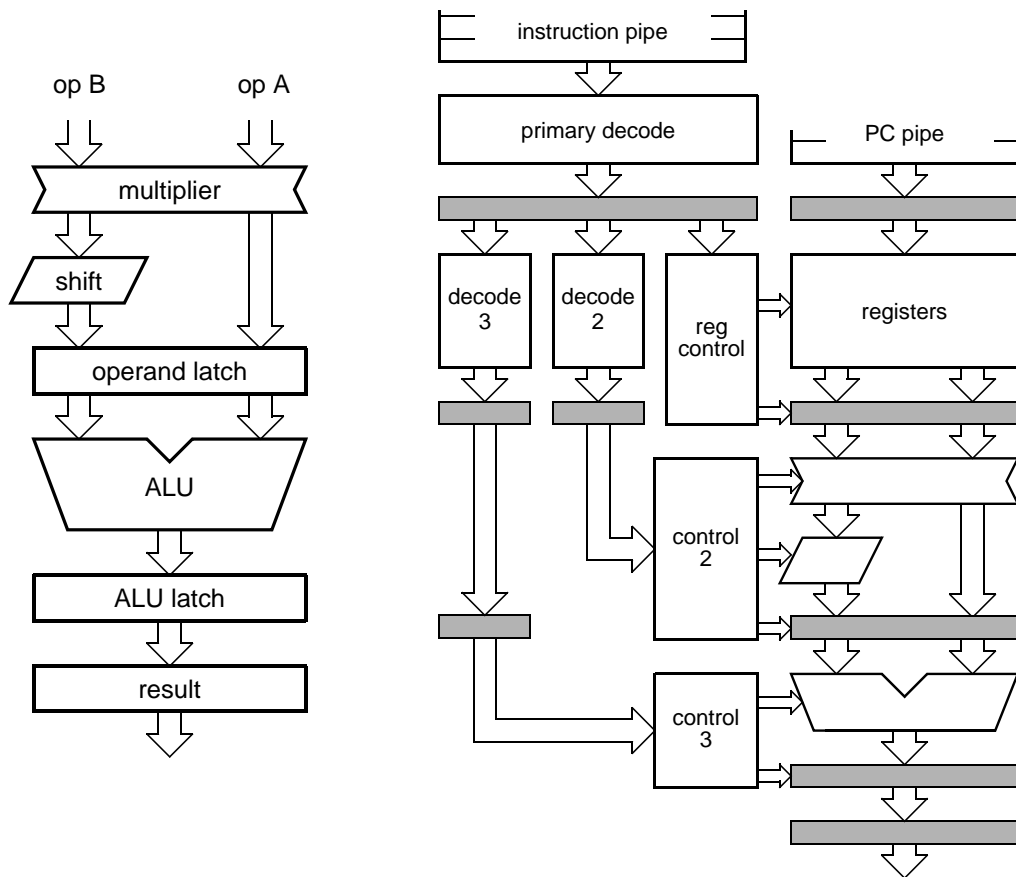 op B
op A
multiplier
shift
operand latch
ALU
ALU latch
result
instruction pipe
primary decode
PC pipe
decode
3
decode
2
reg
control
registers
control
2
control
3